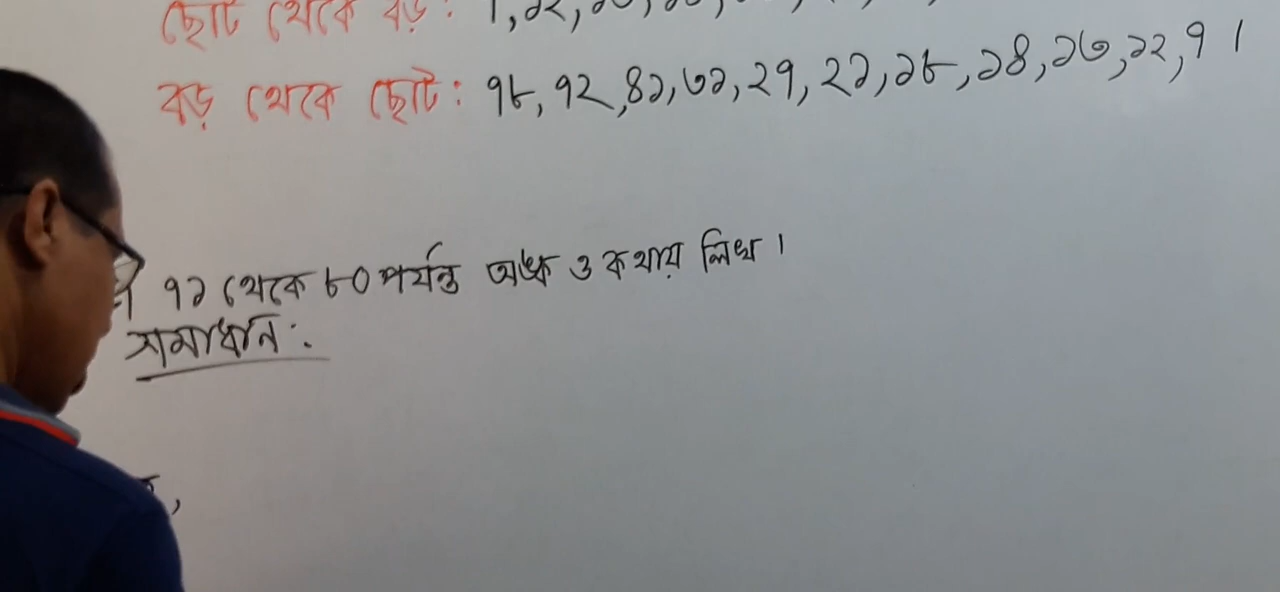 ছোট থেকে বড় :
বড় থেকে ছোট : ৭৮, ৭২, ৪১, ৩১, ২৭, ২১, ১৮, ১৪, ১৩, ১২, ৭।
৭১ থেকে ৮০ পর্যন্ত অঙ্ক ও কথায় লিখ।
সমাধান :